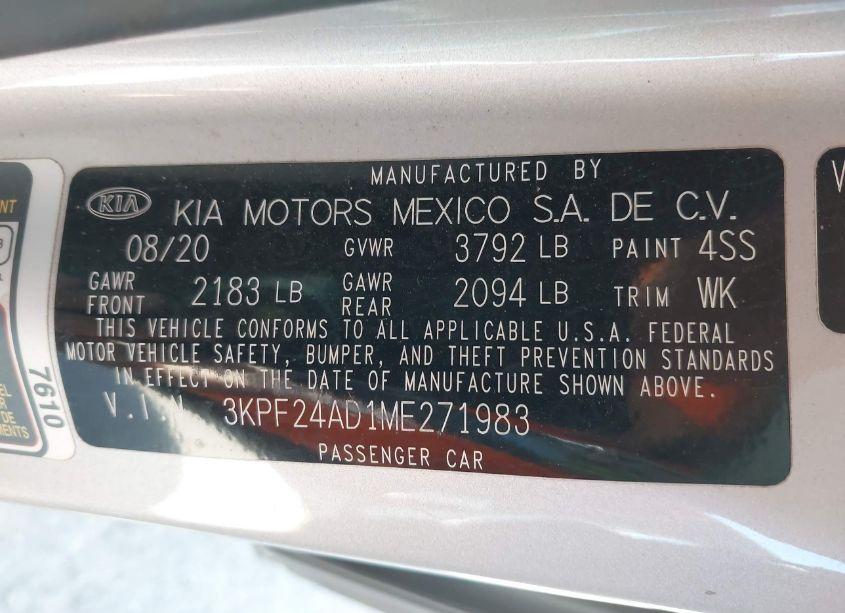 MANUFACTURED BY
KIA KIA MOTORS MEXICO S.A. DE C.V.
08/20 GVWR 3792 LB PAINT 4SS
GAWR FRONT 2183 LB GAWR REAR 2094 LB TRIM WK
THIS VEHICLE CONFORMS TO ALL APPLICABLE U.S.A. FEDERAL
MOTOR VEHICLE SAFETY, BUMPER, AND THEFT PREVENTION STANDARDS
IN EFFECT ON THE DATE OF MANUFACTURE SHOWN ABOVE.
V.I.N 3KPF24AD1ME271983
PASSENGER CAR
7610